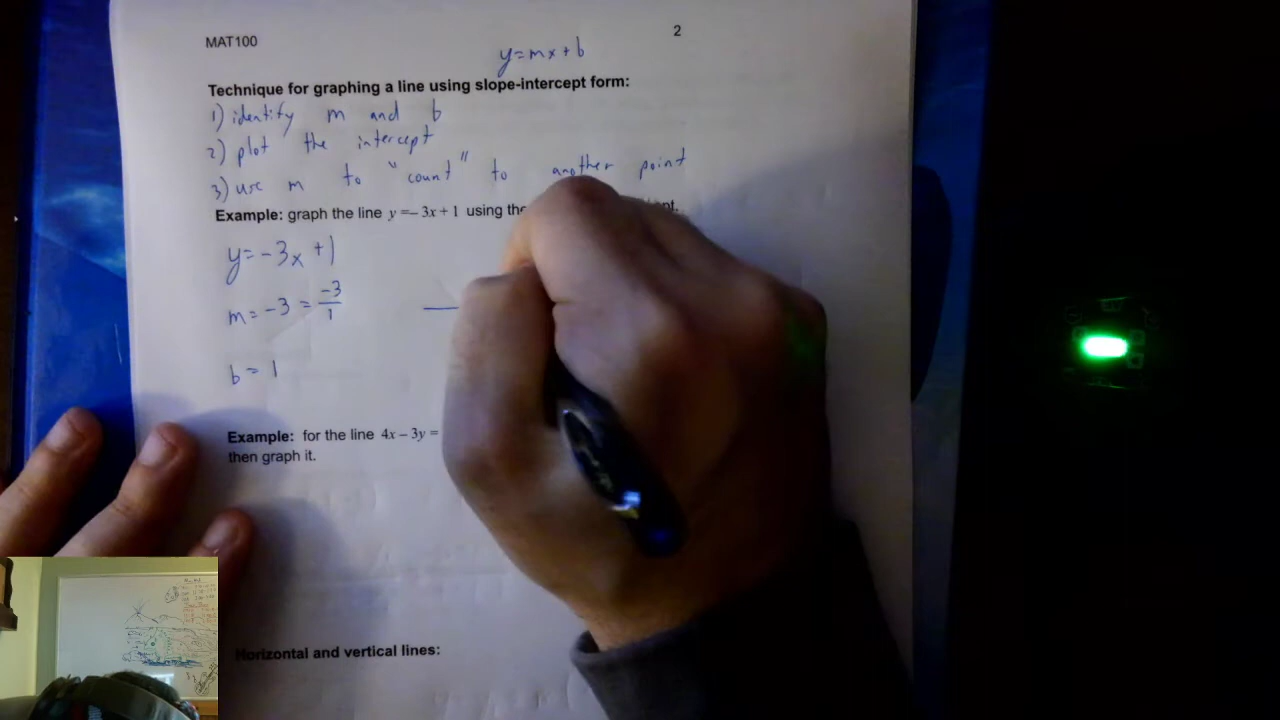 MAT100
2
y=mx+b
Technique for graphing a line using slope-intercept form:
1) identify m and b
2) plot the intercept
3) use m to "count" to another point
Example: graph the line y =– 3x + 1 using the
y = -3x +1
m = -3 = -3/1
b = 1
Example: for the line 4x – 3y =
then graph it.
Horizontal and vertical lines: